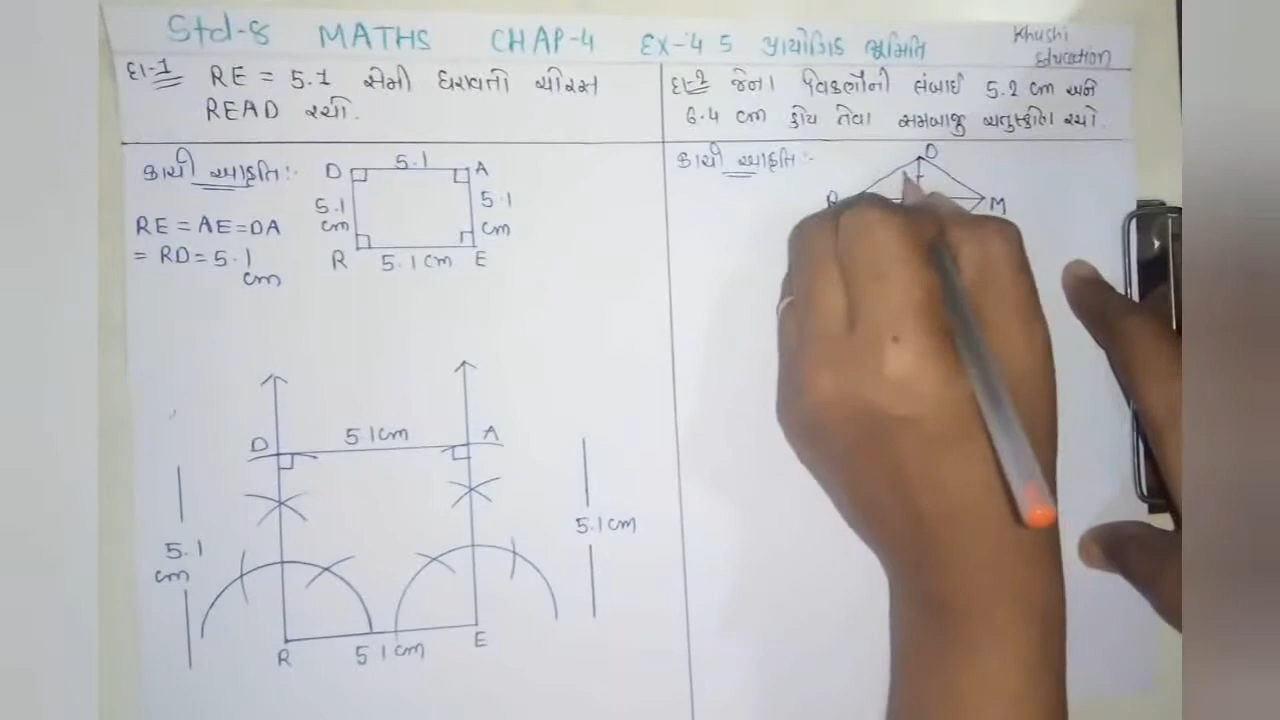 Std-8 MATHS CHAP-4 EX-4.5 પ્રાયોગિક ભૂમિતિ
Khushi
Education
દા-1 RE = 5.1 સેમી ધરાવતો ચોરસ
READ રચો.
કાચી આકૃતિ:-
D 5.1 A
5.1
cm
5.1
cm
R 5.1 cm E
RE = AE = DA
= RD = 5.1
cm
D 5.1cm A
5.1
cm
5.1cm
R 5.1cm E
દા-2 જેના વિકર્ણોની લંબાઈ 5.2 cm અને
6.4 cm હોય તેવા સમબાજુ ચતુષ્કોણ રચો.
કાચી આકૃતિ:-
O
M